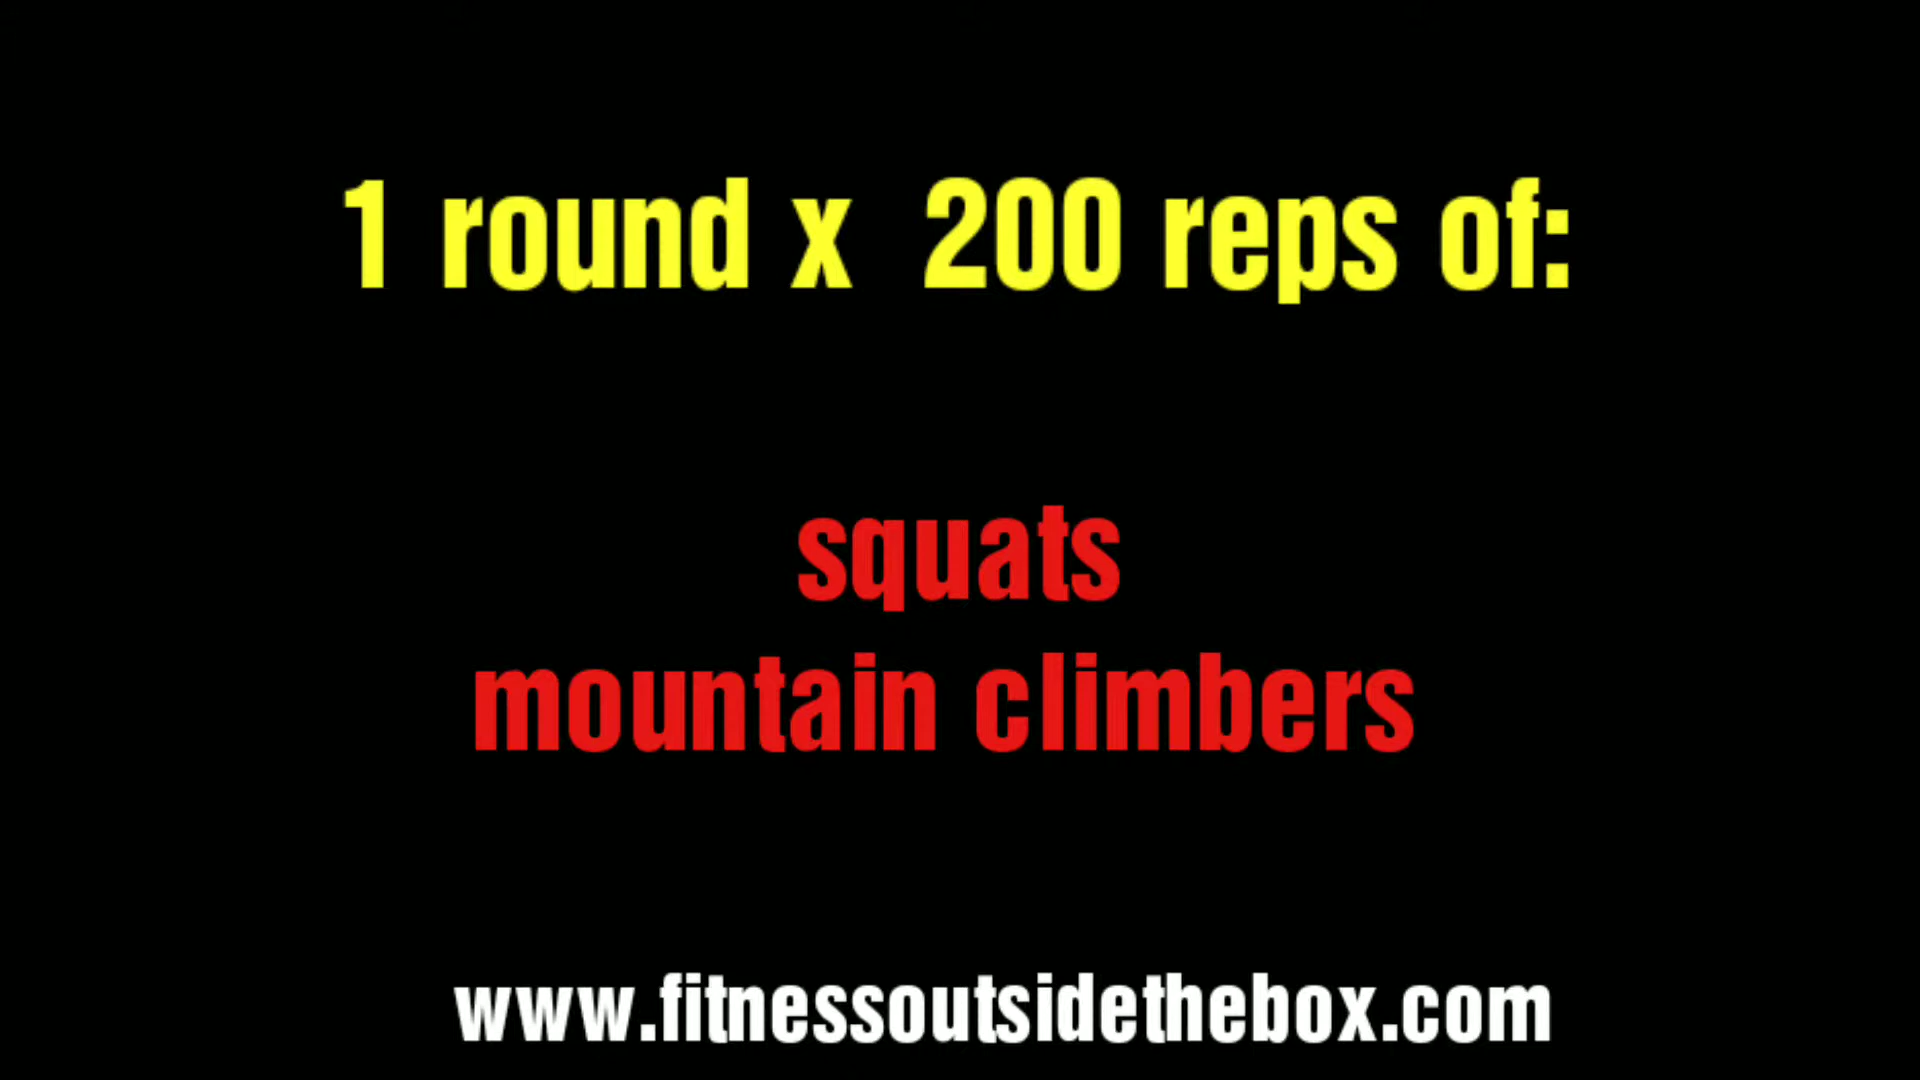 1 round x 200 reps of:
squats
mountain climbers
www.fitnessoutsidethebox.com